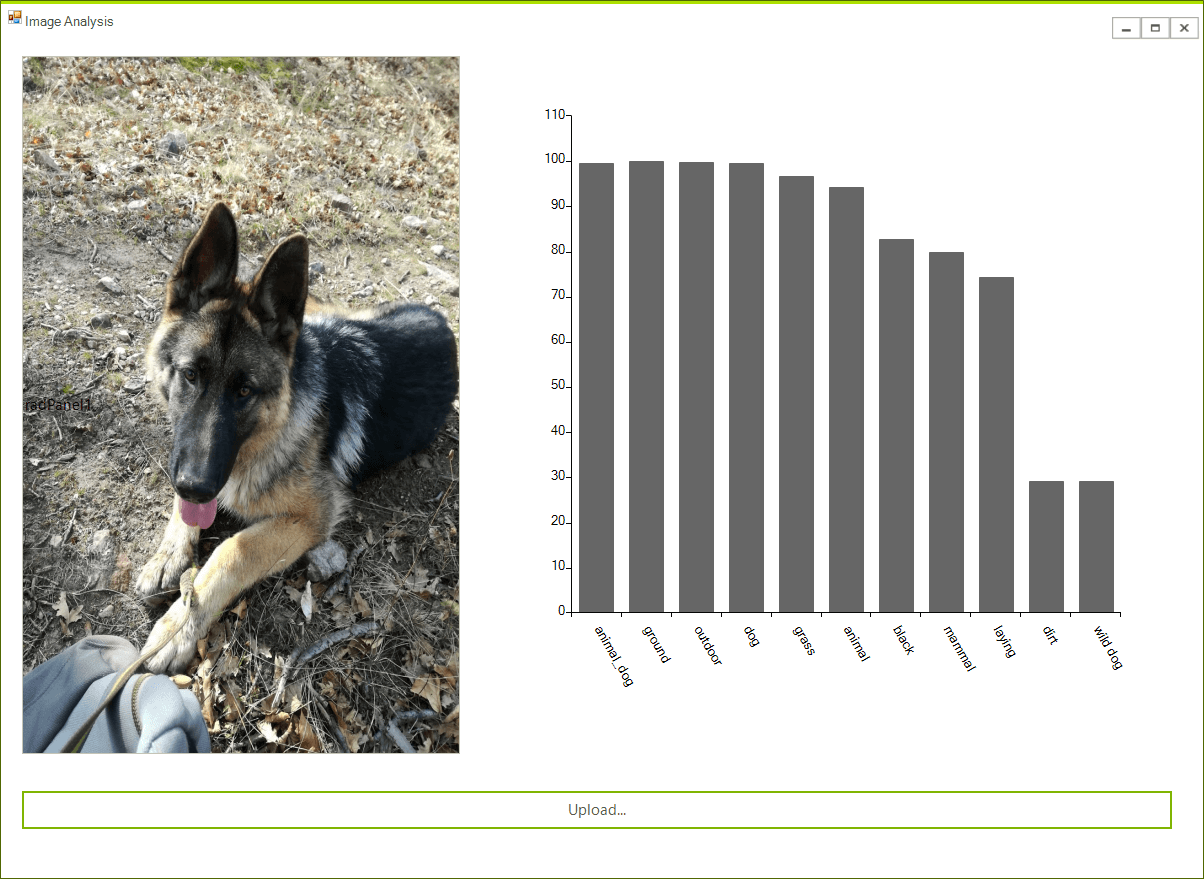 Image Analysis
radPanel1
110
100
90
80
70
60
50
40
30
20
10
0
animal_dog
ground
outdoor
dog
grass
animal
black
mammal
laying
dirt
wild dog
Upload...